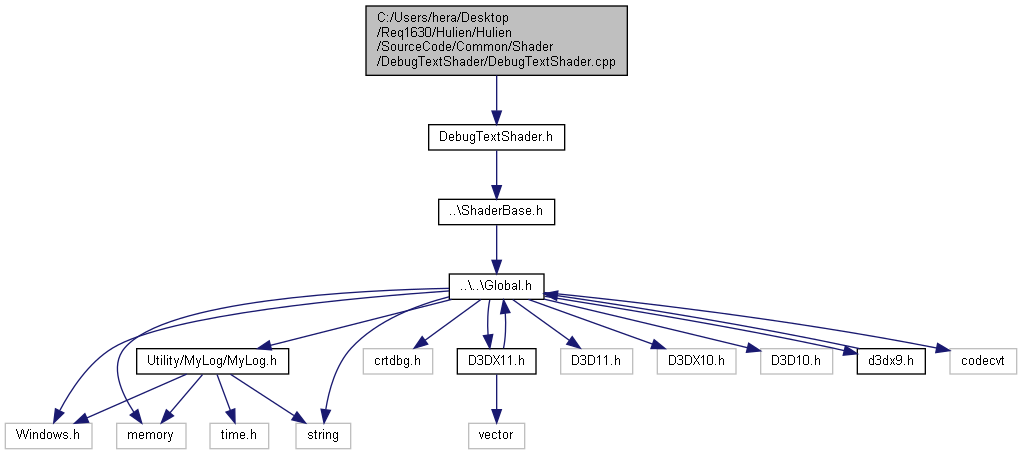 C:/Users/hera/Desktop
/Req1630/Hulien/Hulien
/SourceCode/Common/Shader
/DebugTextShader/DebugTextShader.cpp
DebugTextShader.h
..\ShaderBase.h
..\..\Global.h
Utility/MyLog/MyLog.h
crtdbg.h
D3DX11.h
D3D11.h
D3DX10.h
D3D10.h
d3dx9.h
codecvt
Windows.h
memory
time.h
string
vector